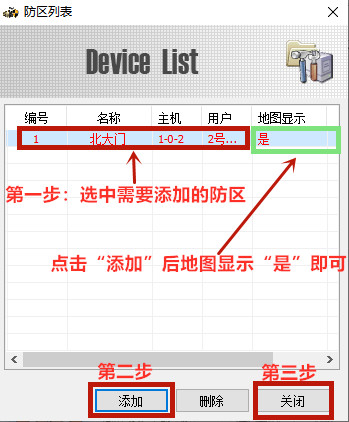 防区列表
Device List
编号 名称 主机 用户 地图显示
1 北大门 1-0-2 2号... 是
第一步：选中需要添加的防区
点击“添加”后地图显示“是”即可
第二步 第三步
添加 删除 关闭